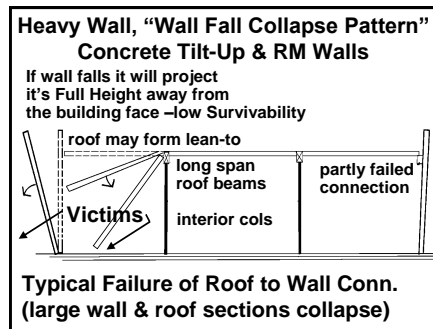 Heavy Wall, “Wall Fall Collapse Pattern”
Concrete Tilt-Up & RM Walls
If wall falls it will project
it’s Full Height away from
the building face –low Survivability
roof may form lean-to
long span
roof beams
partly failed
connection
Victims
interior cols
Typical Failure of Roof to Wall Conn.
(large wall & roof sections collapse)